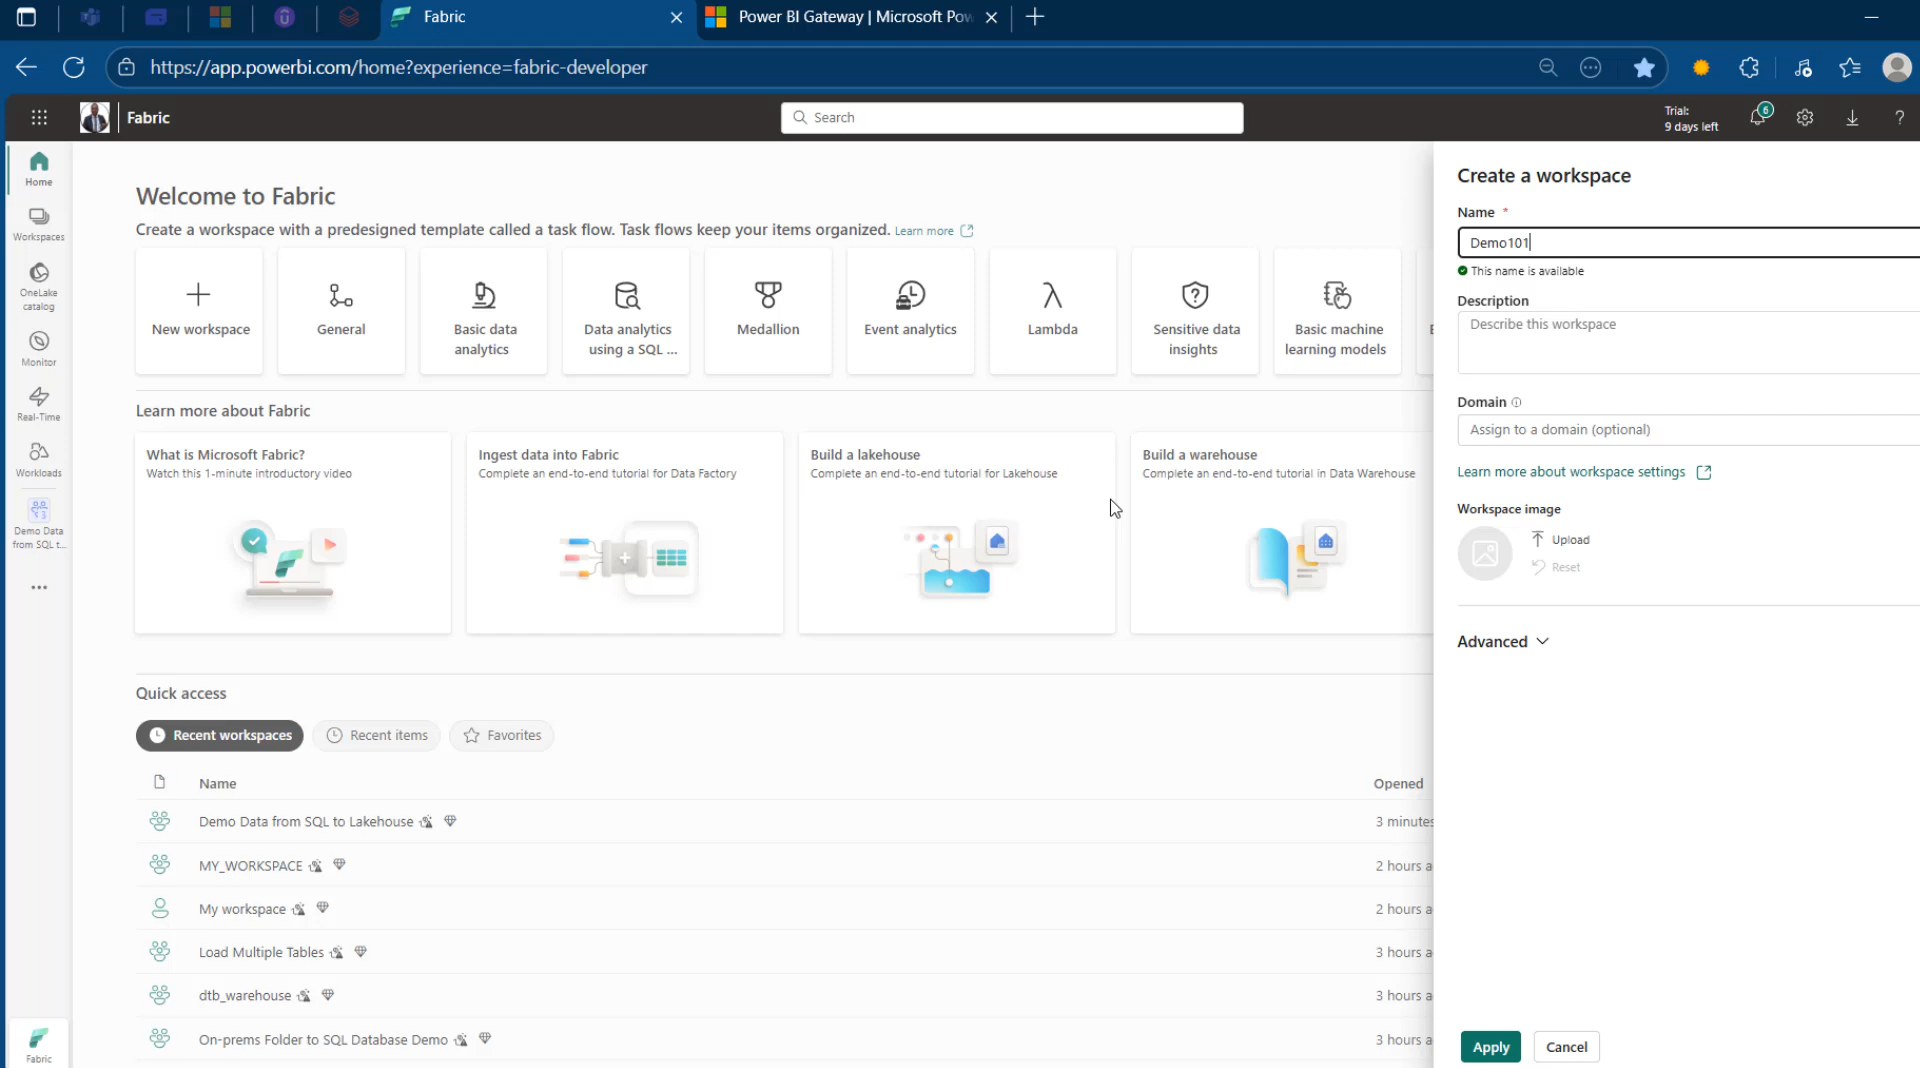 Fabric
Power BI Gateway | Microsoft Pow
https://app.powerbi.com/home?experience=fabric-developer
Fabric
Search
Trial:
9 days left
6
?
Home
Workspaces
OneLake
catalog
Monitor
Real-Time
Workloads
Demo Data
from SQL t...
Fabric
Welcome to Fabric
Create a workspace with a predesigned template called a task flow. Task flows keep your items organized. Learn more
New workspace
General
Basic data
analytics
Data analytics
using a SQL ...
Medallion
Event analytics
Lambda
Sensitive data
insights
Basic machine
learning models
Learn more about Fabric
What is Microsoft Fabric?
Watch this 1-minute introductory video
Ingest data into Fabric
Complete an end-to-end tutorial for Data Factory
Build a lakehouse
Complete an end-to-end tutorial for Lakehouse
Build a warehouse
Complete an end-to-end tutorial in Data Warehouse
Quick access
Recent workspaces
Recent items
Favorites
Name
Opened
Demo Data from SQL to Lakehouse
3 minutes
MY_WORKSPACE
2 hours a
My workspace
2 hours a
Load Multiple Tables
3 hours a
dtb_warehouse
3 hours a
On-prems Folder to SQL Database Demo
3 hours a
Create a workspace
Name *
Demo101
This name is available
Description
Describe this workspace
Domain
Assign to a domain (optional)
Learn more about workspace settings
Workspace image
Upload
Reset
Advanced
Apply
Cancel